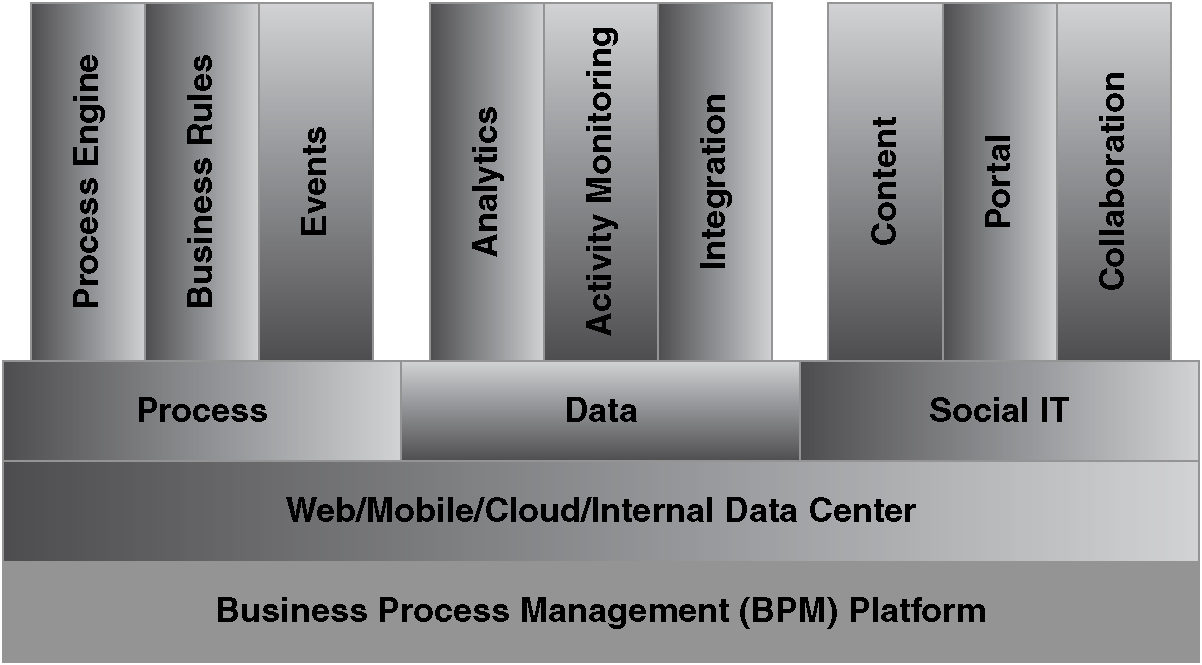 Process Engine
Business Rules
Events
Analytics
Activity Monitoring
Integration
Content
Portal
Collaboration
Process
Data
Social IT
Web/Mobile/Cloud/Internal Data Center
Business Process Management (BPM) Platform